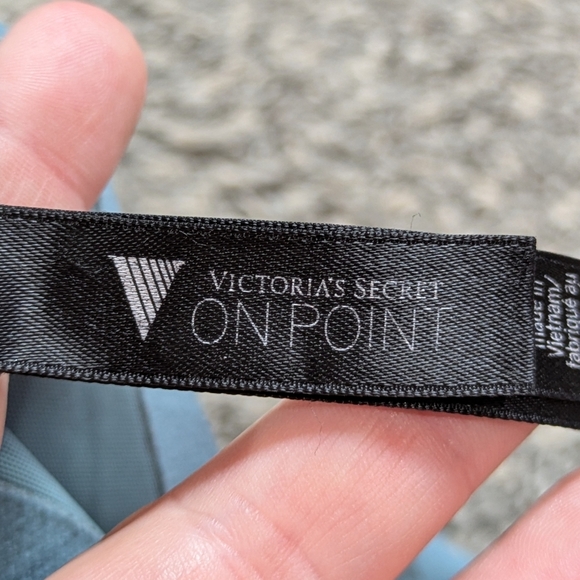 VICTORIA'S SECRET
ON POINT
made in
Vietnam/
fabriqué au